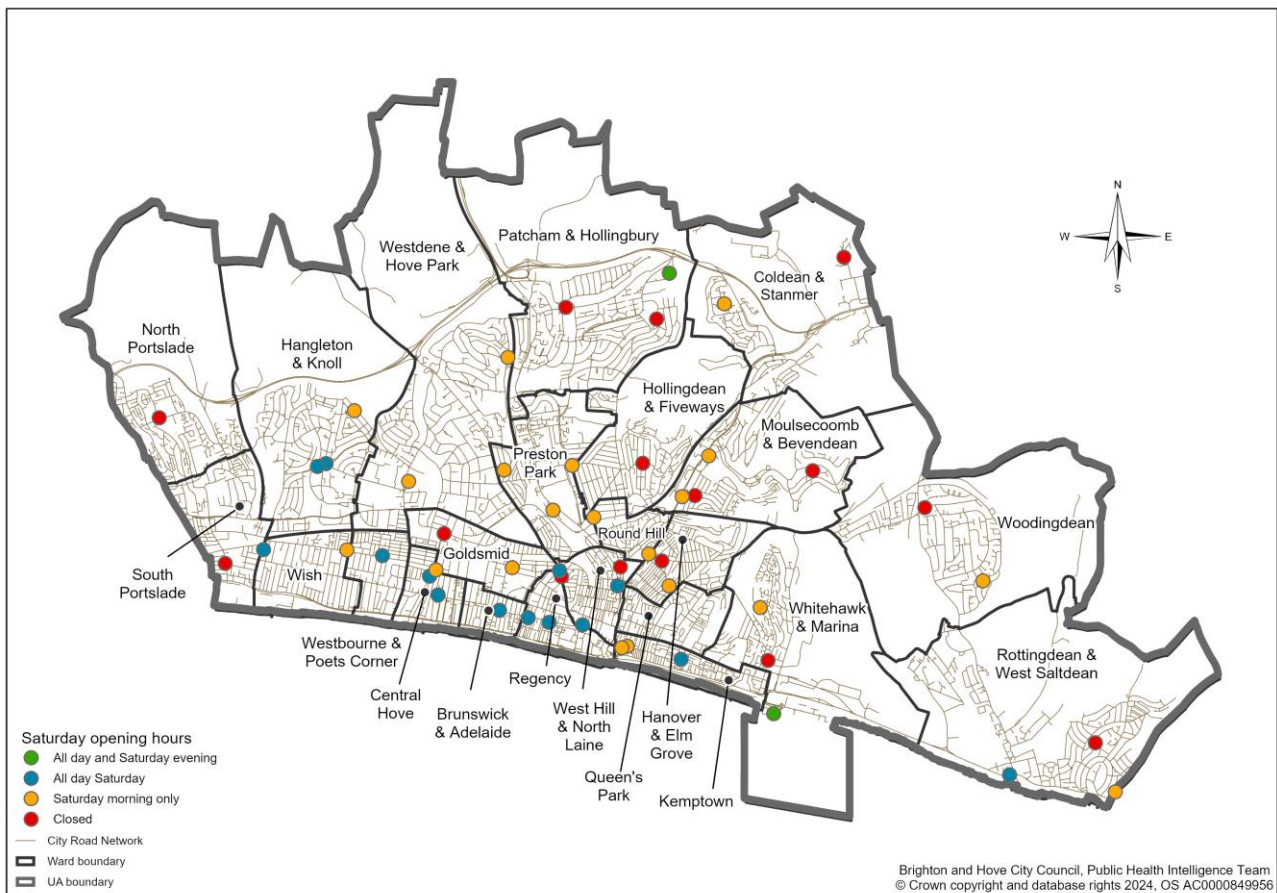 N
W
E
S
Patcham & Hollingbury
Westdene &
Hove Park
Coldean &
Stanmer
North
Portslade
Hangleton
& Knoll
Hollingdean
& Fiveways
Moulsecoomb
& Bevendean
Preston
Park
Woodingdean
Round Hill
Goldsmid
Wish
South
Portslade
Whitehawk
& Marina
Westbourne &
Poets Corner
Rottingdean &
West Saltdean
Regency
Central
Hove
Brunswick
& Adelaide
West Hill
& North
Laine
Hanover
& Elm
Grove
Queen's
Park
Kemptown
Saturday opening hours
All day and Saturday evening
All day Saturday
Saturday morning only
Closed
City Road Network
Ward boundary
UA boundary
Brighton and Hove City Council, Public Health Intelligence Team
© Crown copyright and database rights 2024, OS AC0000849956